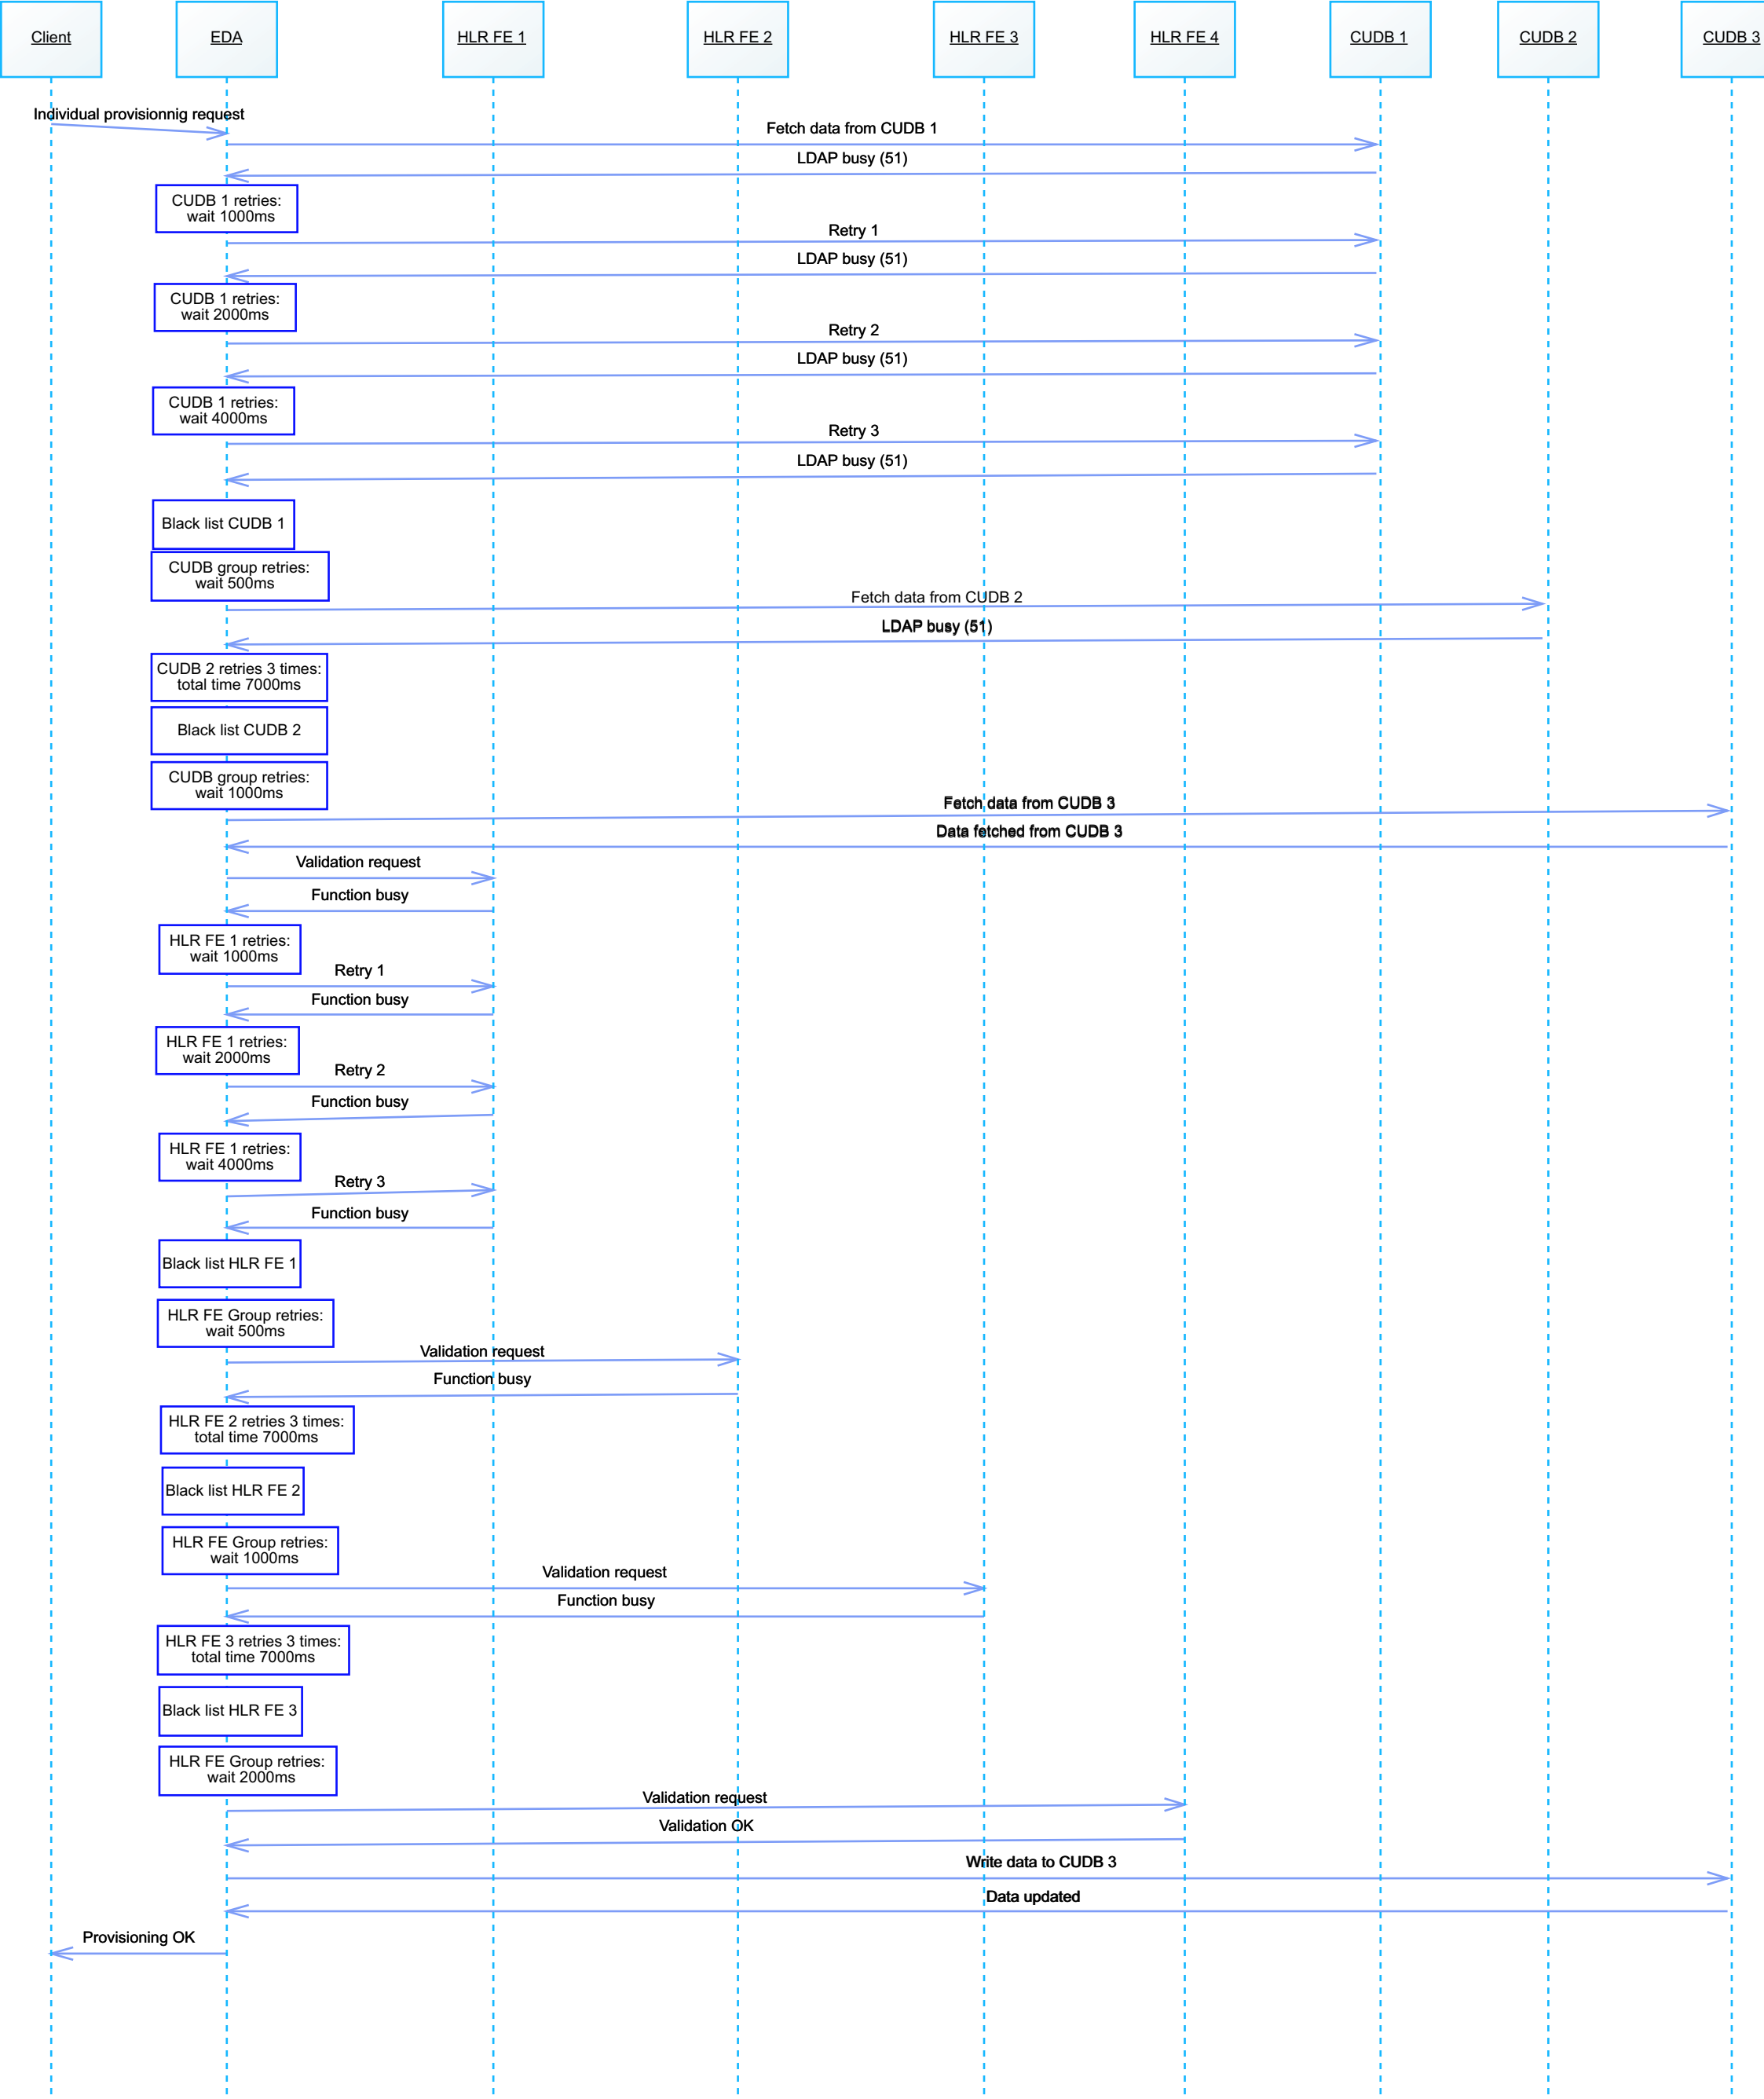 Client
EDA
HLR FE 1
HLR FE 2
HLR FE 3
HLR FE 4
CUDB 1
CUDB 2
CUDB 3
Individual provisionnig request
Fetch data from CUDB 1
LDAP busy (51)
CUDB 1 retries:
wait 1000ms
Retry 1
LDAP busy (51)
CUDB 1 retries:
wait 2000ms
Retry 2
LDAP busy (51)
CUDB 1 retries:
wait 4000ms
Retry 3
LDAP busy (51)
Black list CUDB 1
CUDB group retries:
wait 500ms
Fetch data from CUDB 2
LDAP busy (51)
CUDB 2 retries 3 times:
total time 7000ms
Black list CUDB 2
CUDB group retries:
wait 1000ms
Fetch data from CUDB 3
Data fetched from CUDB 3
Validation request
Function busy
HLR FE 1 retries:
wait 1000ms
Retry 1
Function busy
HLR FE 1 retries:
wait 2000ms
Retry 2
Function busy
HLR FE 1 retries:
wait 4000ms
Retry 3
Function busy
Black list HLR FE 1
HLR FE Group retries:
wait 500ms
Validation request
Function busy
HLR FE 2 retries 3 times:
total time 7000ms
Black list HLR FE 2
HLR FE Group retries:
wait 1000ms
Validation request
Function busy
HLR FE 3 retries 3 times:
total time 7000ms
Black list HLR FE 3
HLR FE Group retries:
wait 2000ms
Validation request
Validation OK
Write data to CUDB 3
Data updated
Provisioning OK